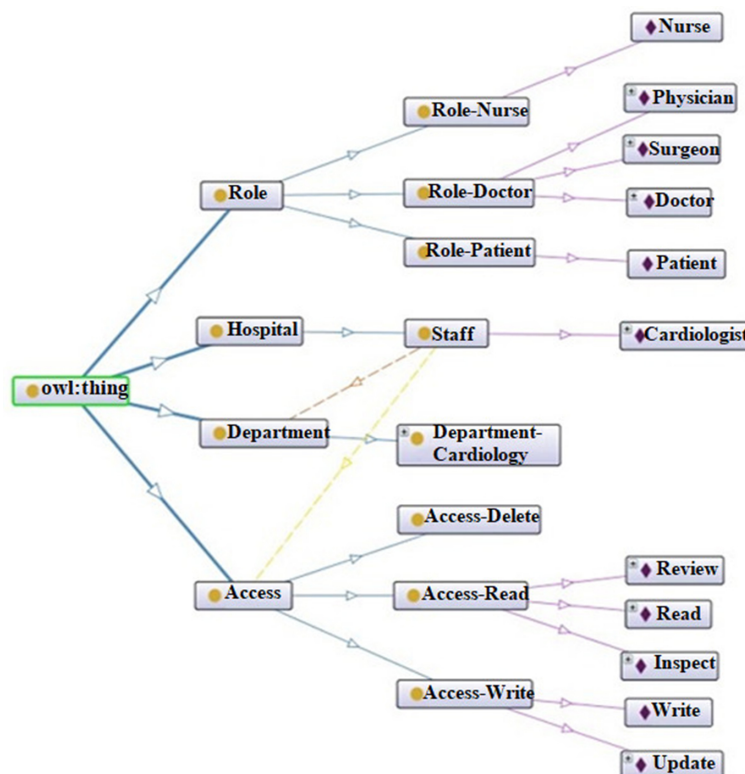 Nurse
Physician
Role-Nurse
Surgeon
Role
Role-Doctor
Doctor
Role-Patient
Patient
Hospital
Staff
Cardiologist
owl:thing
Department
Department-
Cardiology
Access-Delete
Review
Access
Access-Read
Read
Inspect
Access-Write
Write
Update